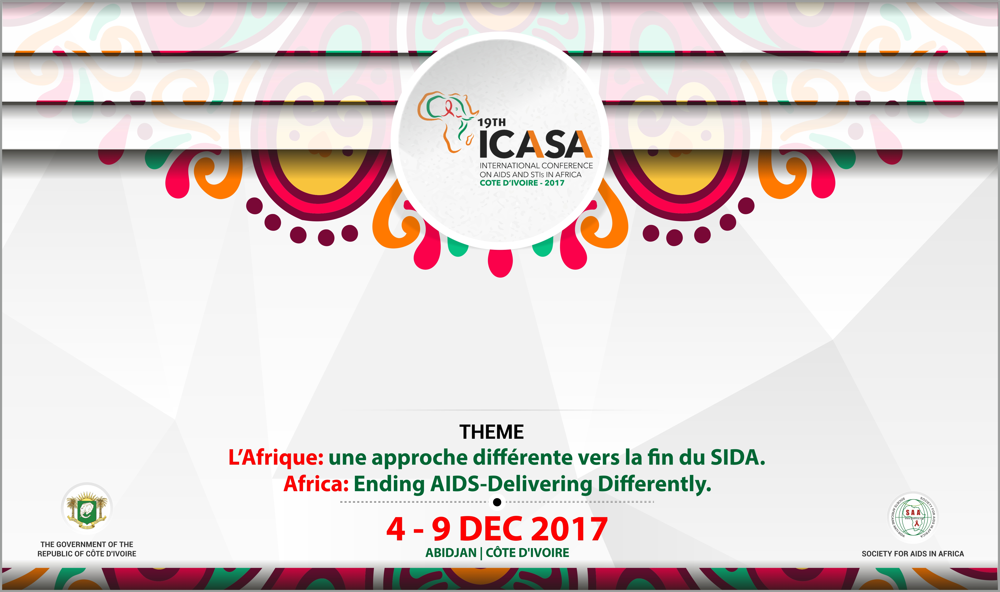 19TH
ICASA
INTERNATIONAL CONFERENCE
ON AIDS AND STIs IN AFRICA
COTE D'IVOIRE - 2017
THEME
L’Afrique: une approche différente vers la fin du SIDA.
Africa: Ending AIDS-Delivering Differently.
4 - 9 DEC 2017
ABIDJAN | CÔTE D'IVOIRE
THE GOVERNMENT OF THE
REPUBLIC OF CÔTE D'IVOIRE
SOCIETE AFRICAINE ANTI-SIDA
SOCIETY FOR AIDS IN AFRICA
SAA
www.saafrica.org
SOCIETY FOR AIDS IN AFRICA